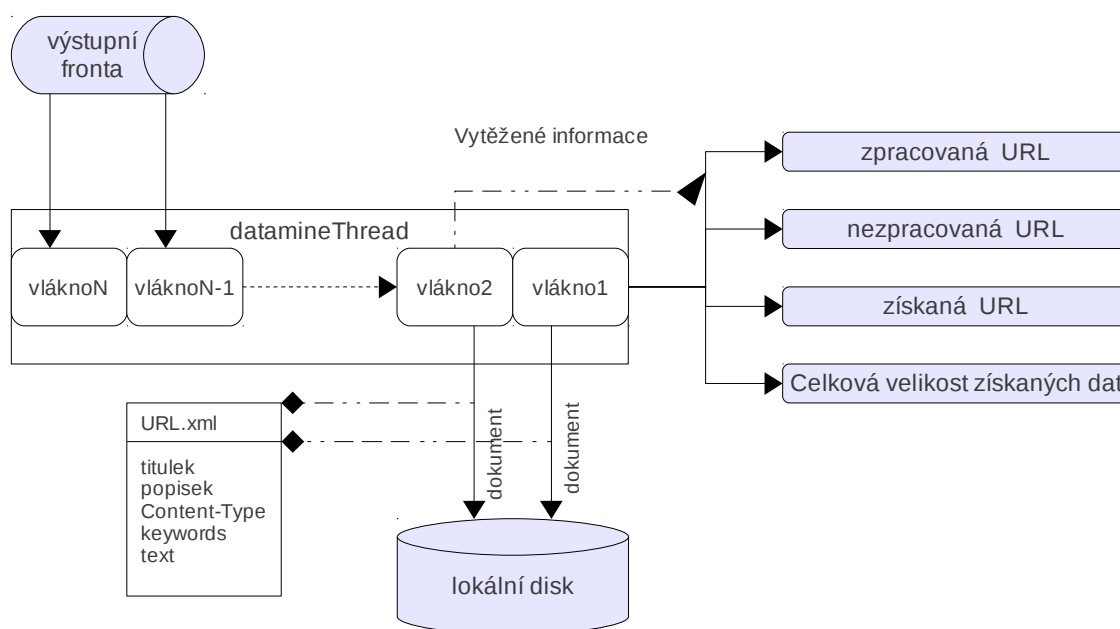 výstupní
fronta
Vytěžené informace
zpracovaná URL
datamineThread
nezpracovaná URL
vláknoN
vláknoN-1
vlákno2
vlákno1
získaná URL
Celková velikost získaných dat
URL.xml
titulek
popisek
Content-Type
keywords
text
dokument
dokument
lokální disk